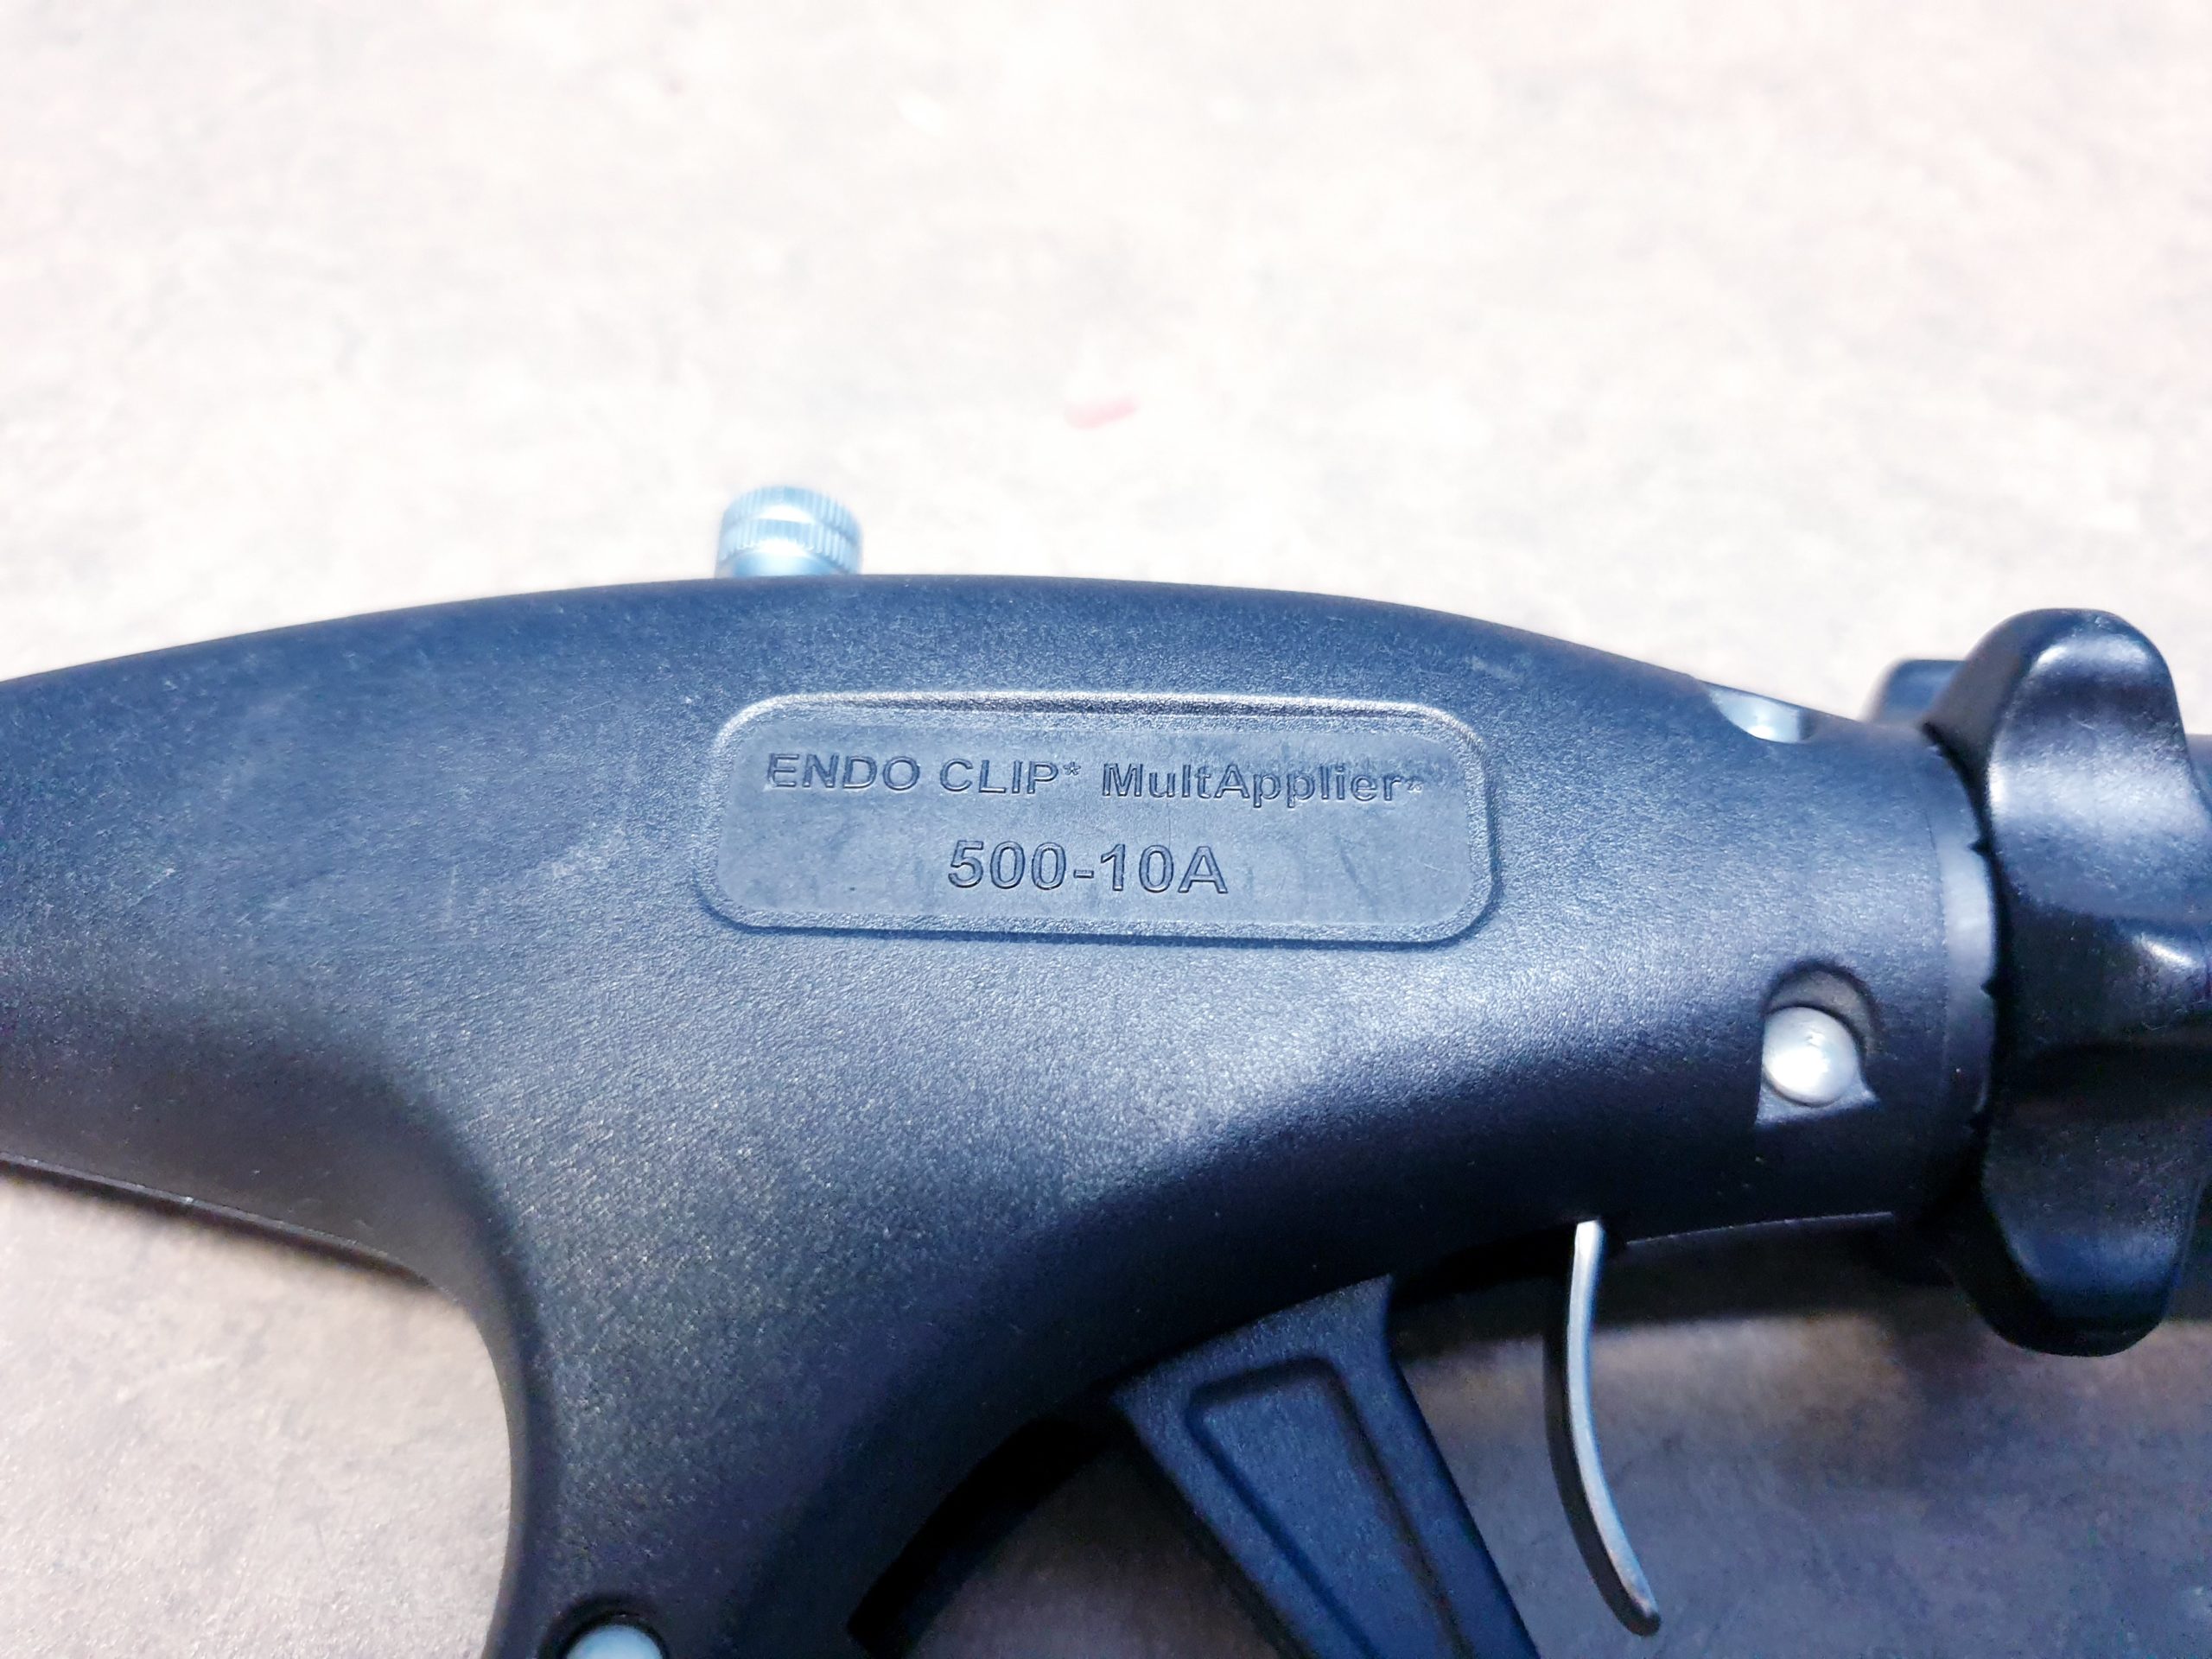 ENDO CLIP* MultApplier*
500-10A